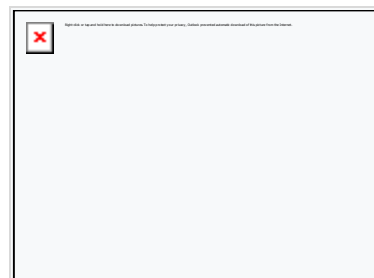 Right-click or tap and hold here to download pictures. To help protect your privacy, Outlook prevented automatic download of this picture from the Internet.